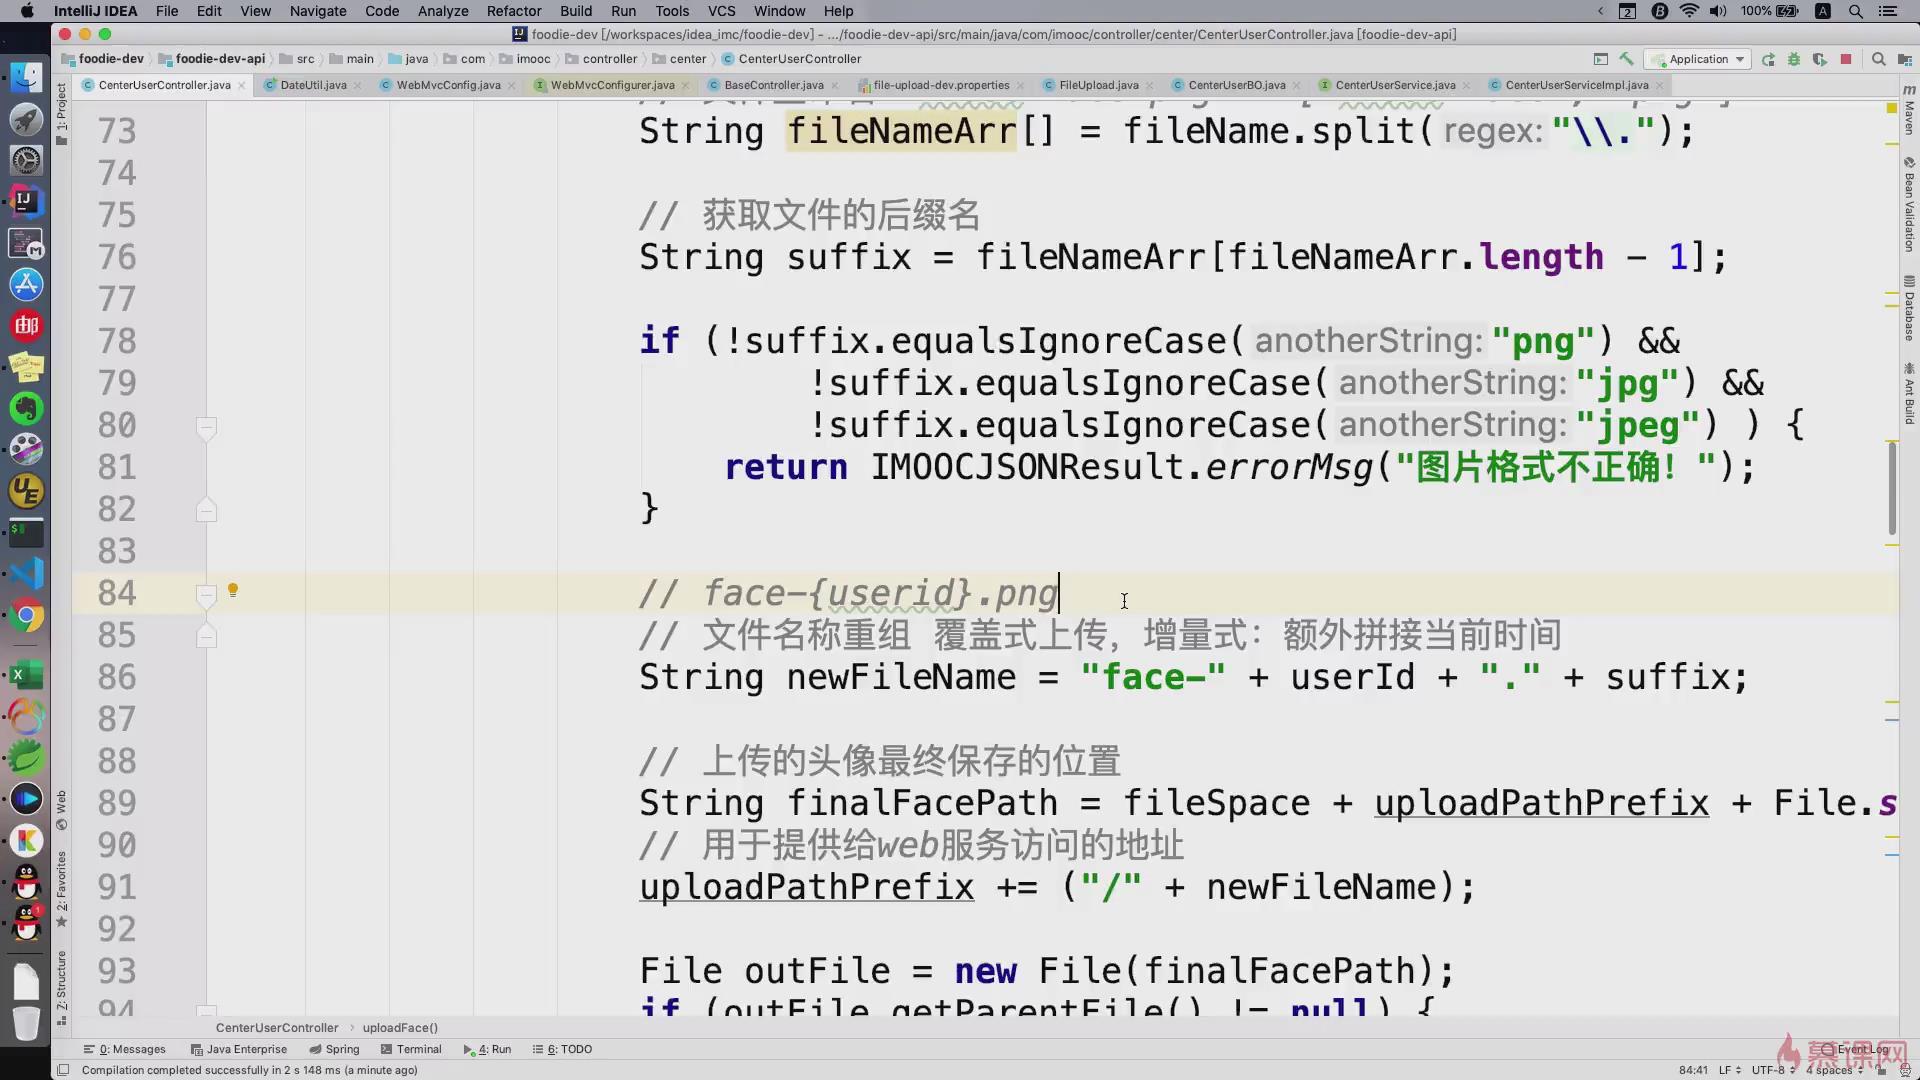 IntelliJ IDEA File Edit View Navigate Code Analyze Refactor Build Run Tools VCS Window Help 2 100%
foodie-dev [/workspaces/idea_imc/foodie-dev] - .../foodie-dev-api/src/main/java/com/imooc/controller/center/CenterUserController.java [foodie-dev-api]
foodie-dev foodie-dev-api src main java com imooc controller center CenterUserController Application
CenterUserController.java DateUtil.java WebMvcConfig.java WebMvcConfigurer.java BaseController.java file-upload-dev.properties FileUpload.java CenterUserBO.java CenterUserService.java CenterUserServiceImpl.java
73 String fileNameArr[] = fileName.split( regex: "\\.");
74
75 // 获取文件的后缀名
76 String suffix = fileNameArr[fileNameArr.length - 1];
77
78 if (!suffix.equalsIgnoreCase( anotherString: "png") &&
79 !suffix.equalsIgnoreCase( anotherString: "jpg") &&
80 !suffix.equalsIgnoreCase( anotherString: "jpeg") ) {
81 return IMOOCJSONResult.errorMsg("图片格式不正确！");
82 }
83
84 // face-{userid}.png
85 // 文件名称重组 覆盖式上传，增量式：额外拼接当前时间
86 String newFileName = "face-" + userId + "." + suffix;
87
88 // 上传的头像最终保存的位置
89 String finalFacePath = fileSpace + uploadPathPrefix + File.s
90 // 用于提供给web服务访问的地址
91 uploadPathPrefix += ("/" + newFileName);
92
93 File outFile = new File(finalFacePath);
94 if (outFile.getParentFile() != null) {
CenterUserController uploadFace()
0: Messages Java Enterprise Spring Terminal 4: Run 6: TODO Event Log
Compilation completed successfully in 2 s 148 ms (a minute ago) 84:41 LF UTF-8 4 spaces
1: Project
Web
2: Favorites
Z: Structure
Maven
Bean Validation
Database
Ant Build
慕课网